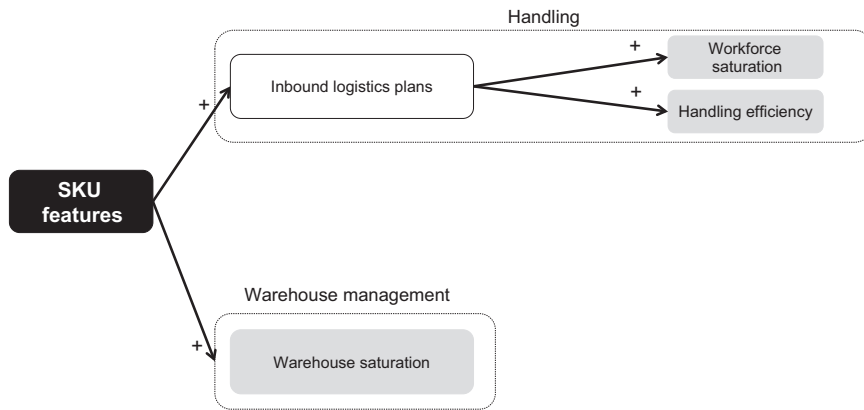 Handling
+
Workforce
saturation
Inbound logistics plans
+
Handling efficiency
+
SKU
features
Warehouse management
+
Warehouse saturation